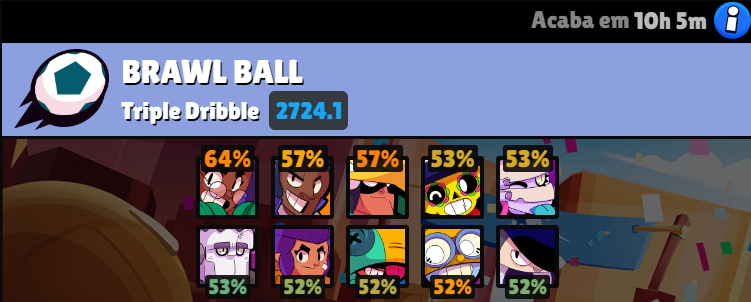 Acaba em 10h 5m
BRAWL BALL
Triple Dribble 2724.1
64% 57% 57% 53% 53%
53% 52% 52% 52% 52%